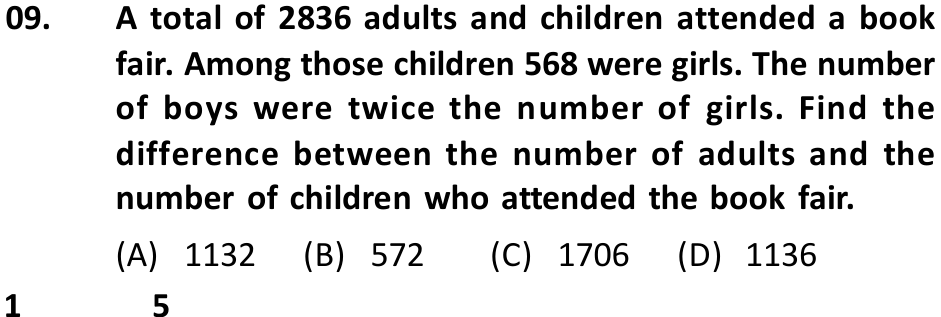 09. A total of 2836 adults and children attended a book
fair. Among those children 568 were girls. The number
of boys were twice the number of girls. Find the
difference between the number of adults and the
number of children who attended the book fair.
(A) 1132 (B) 572 (C) 1706 (D) 1136
1 5